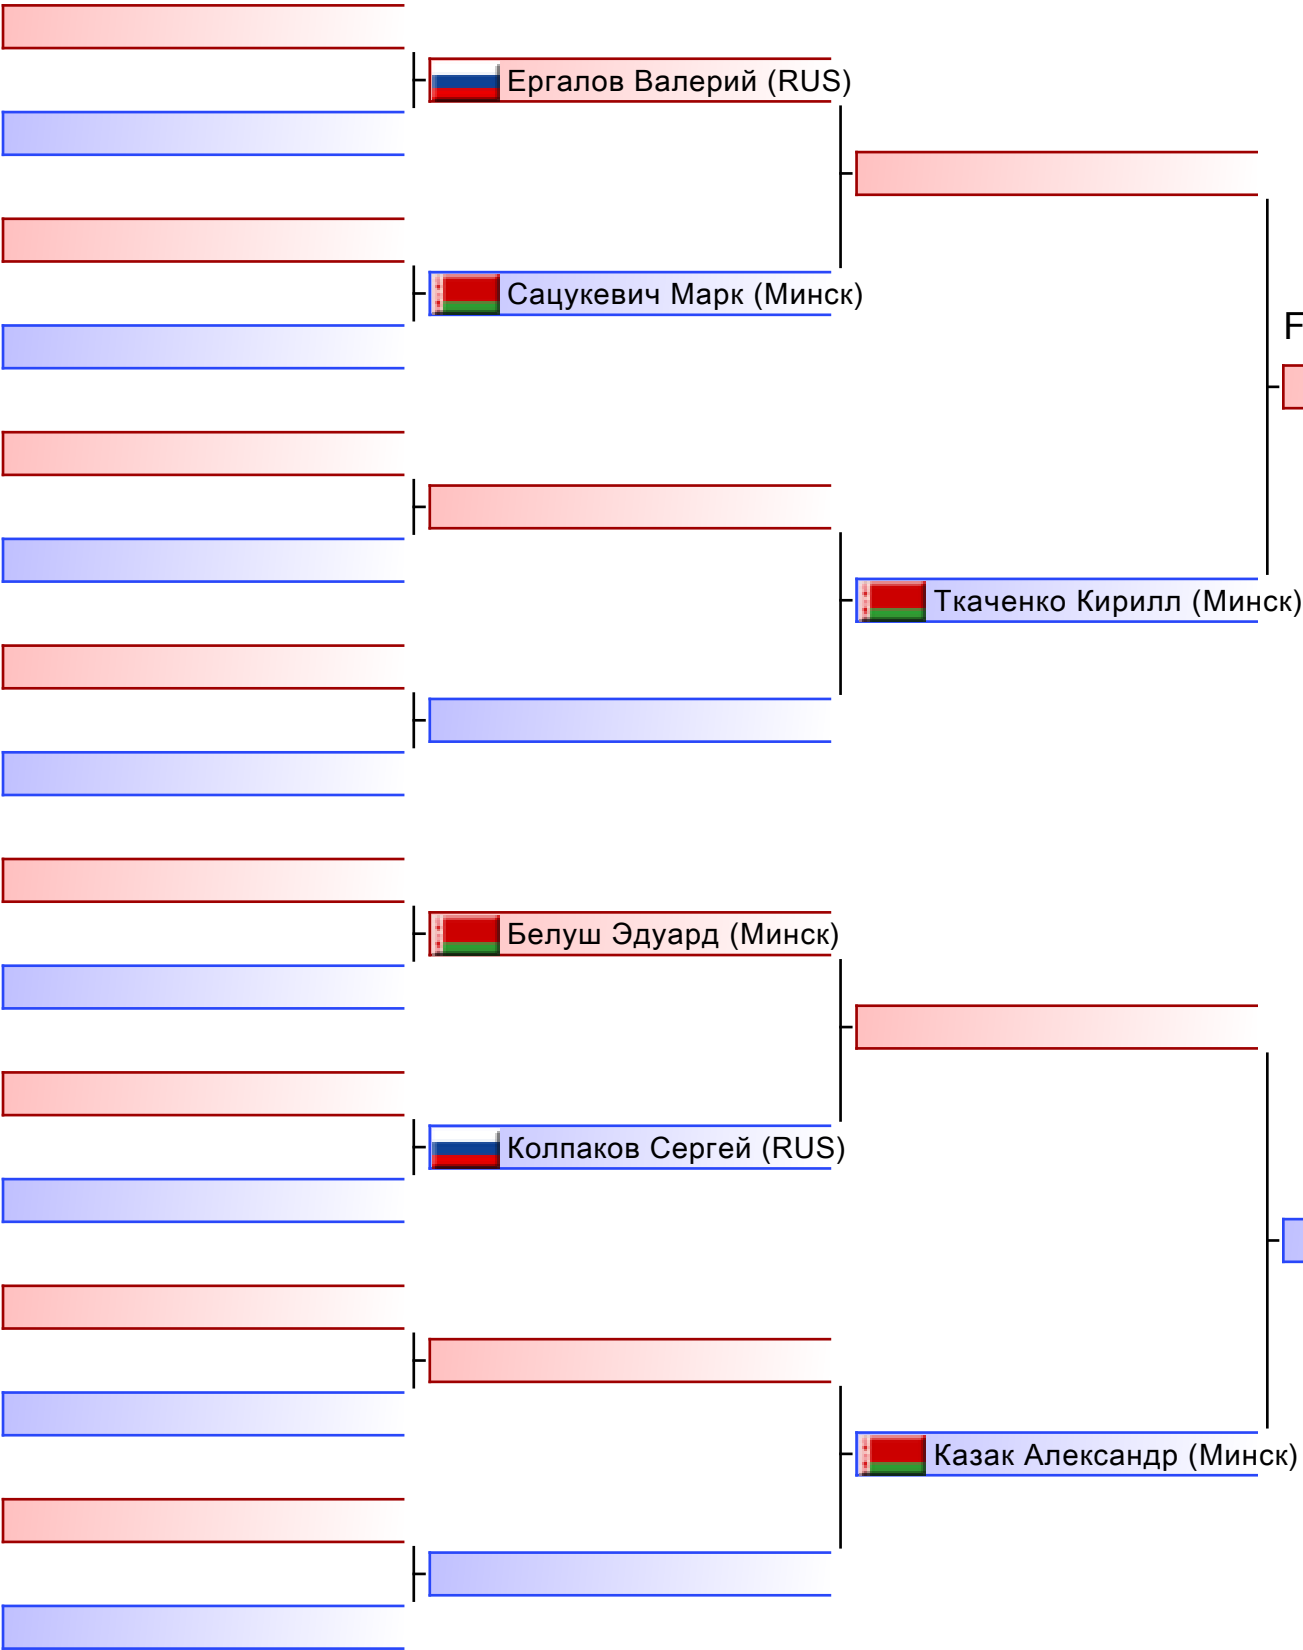 Ергалов Валерий (RUS)
Сацукевич Марк (Минск)
F
Ткаченко Кирилл (Минск)
Белуш Эдуард (Минск)
Колпаков Сергей (RUS)
Казак Александр (Минск)